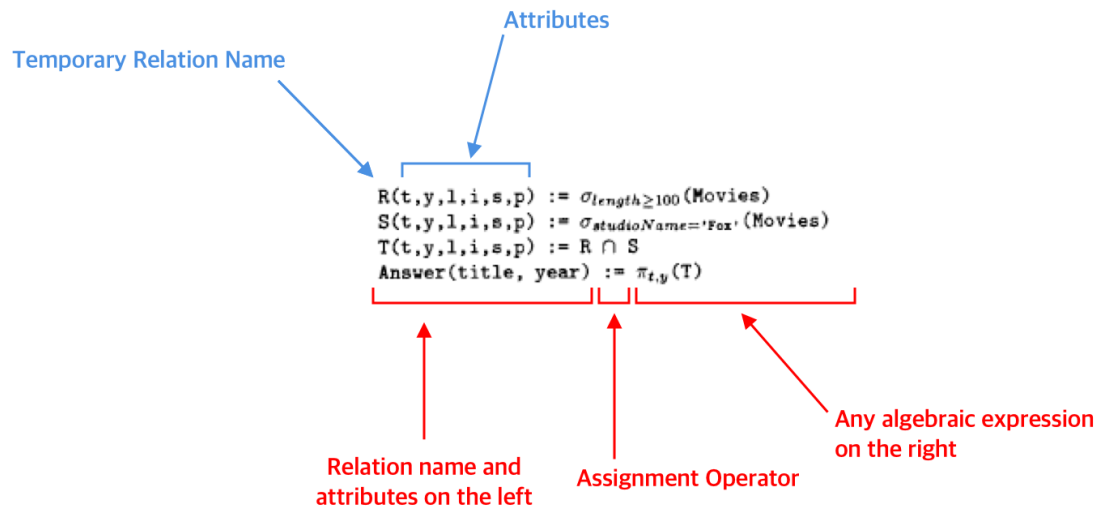 Attributes
Temporary Relation Name
R(t,y,l,i,s,p) := σlength≥100(Movies)
S(t,y,l,i,s,p) := σstudioName='Fox'(Movies)
T(t,y,l,i,s,p) := R ∩ S
Answer(title, year) := πt,y(T)
Any algebraic expression
on the right
Relation name and
attributes on the left
Assignment Operator